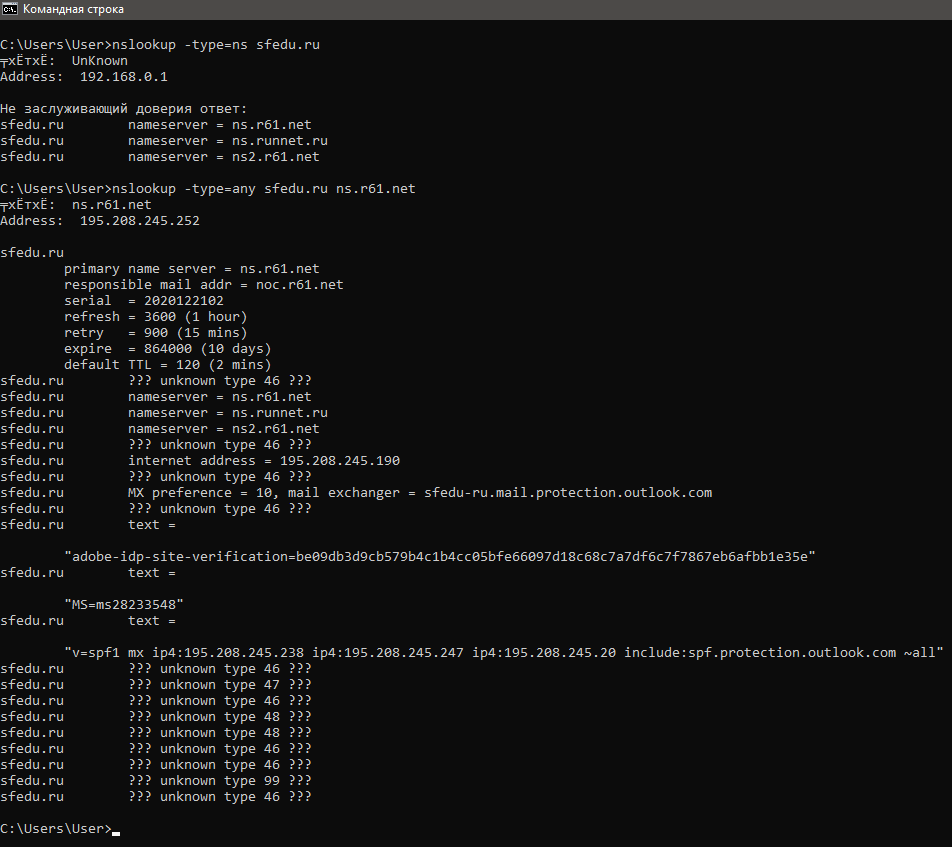 Командная строка
C:\Users\User>nslookup -type=ns sfedu.ru
╤хЁтхЁ:  UnKnown
Address:  192.168.0.1
Не заслуживающий доверия ответ:
sfedu.ru        nameserver = ns.r61.net
sfedu.ru        nameserver = ns.runnet.ru
sfedu.ru        nameserver = ns2.r61.net
C:\Users\User>nslookup -type=any sfedu.ru ns.r61.net
╤хЁтхЁ:  ns.r61.net
Address:  195.208.245.252
sfedu.ru
        primary name server = ns.r61.net
        responsible mail addr = noc.r61.net
        serial  = 2020122102
        refresh = 3600 (1 hour)
        retry   = 900 (15 mins)
        expire  = 864000 (10 days)
        default TTL = 120 (2 mins)
sfedu.ru        ??? unknown type 46 ???
sfedu.ru        nameserver = ns.r61.net
sfedu.ru        nameserver = ns.runnet.ru
sfedu.ru        nameserver = ns2.r61.net
sfedu.ru        ??? unknown type 46 ???
sfedu.ru        internet address = 195.208.245.190
sfedu.ru        ??? unknown type 46 ???
sfedu.ru        MX preference = 10, mail exchanger = sfedu-ru.mail.protection.outlook.com
sfedu.ru        ??? unknown type 46 ???
sfedu.ru        text =
        "adobe-idp-site-verification=be09db3d9cb579b4c1b4cc05bfe66097d18c68c7a7df6c7f7867eb6afbb1e35e"
sfedu.ru        text =
        "MS=ms28233548"
sfedu.ru        text =
        "v=spf1 mx ip4:195.208.245.238 ip4:195.208.245.247 ip4:195.208.245.20 include:spf.protection.outlook.com ~all"
sfedu.ru        ??? unknown type 46 ???
sfedu.ru        ??? unknown type 47 ???
sfedu.ru        ??? unknown type 46 ???
sfedu.ru        ??? unknown type 48 ???
sfedu.ru        ??? unknown type 48 ???
sfedu.ru        ??? unknown type 46 ???
sfedu.ru        ??? unknown type 46 ???
sfedu.ru        ??? unknown type 99 ???
sfedu.ru        ??? unknown type 46 ???
C:\Users\User>